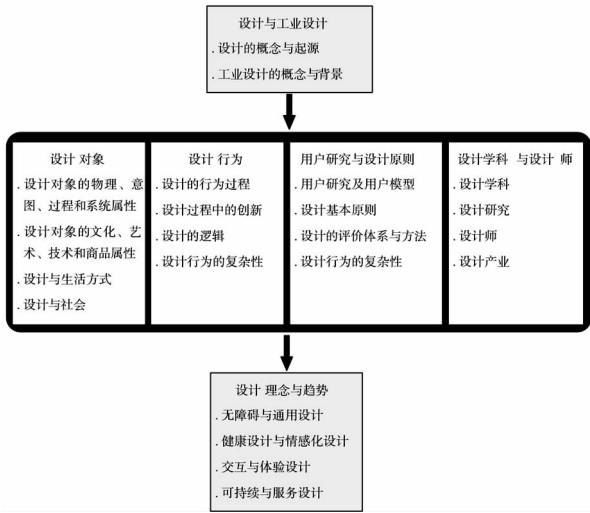 设计与工业设计
. 设计的概念与起源
. 工业设计的概念与背景
设计 对象
. 设计对象的物理、意
图、过程和系统属性
. 设计对象的文化、艺
术、技术和商品属性
. 设计与生活方式
. 设计与社会
设计 行为
. 设计的行为过程
. 设计过程中的创新
. 设计的逻辑
. 设计行为的复杂性
用户研究与设计原则
. 用户研究及用户模型
. 设计基本原则
. 设计的评价体系与方法
. 设计行为的复杂性
设计学科 与设计 师
. 设计学科
. 设计研究
. 设计师
. 设计产业
设计 理念与趋势
. 无障碍与通用设计
. 健康设计与情感化设计
. 交互与体验设计
. 可持续与服务设计